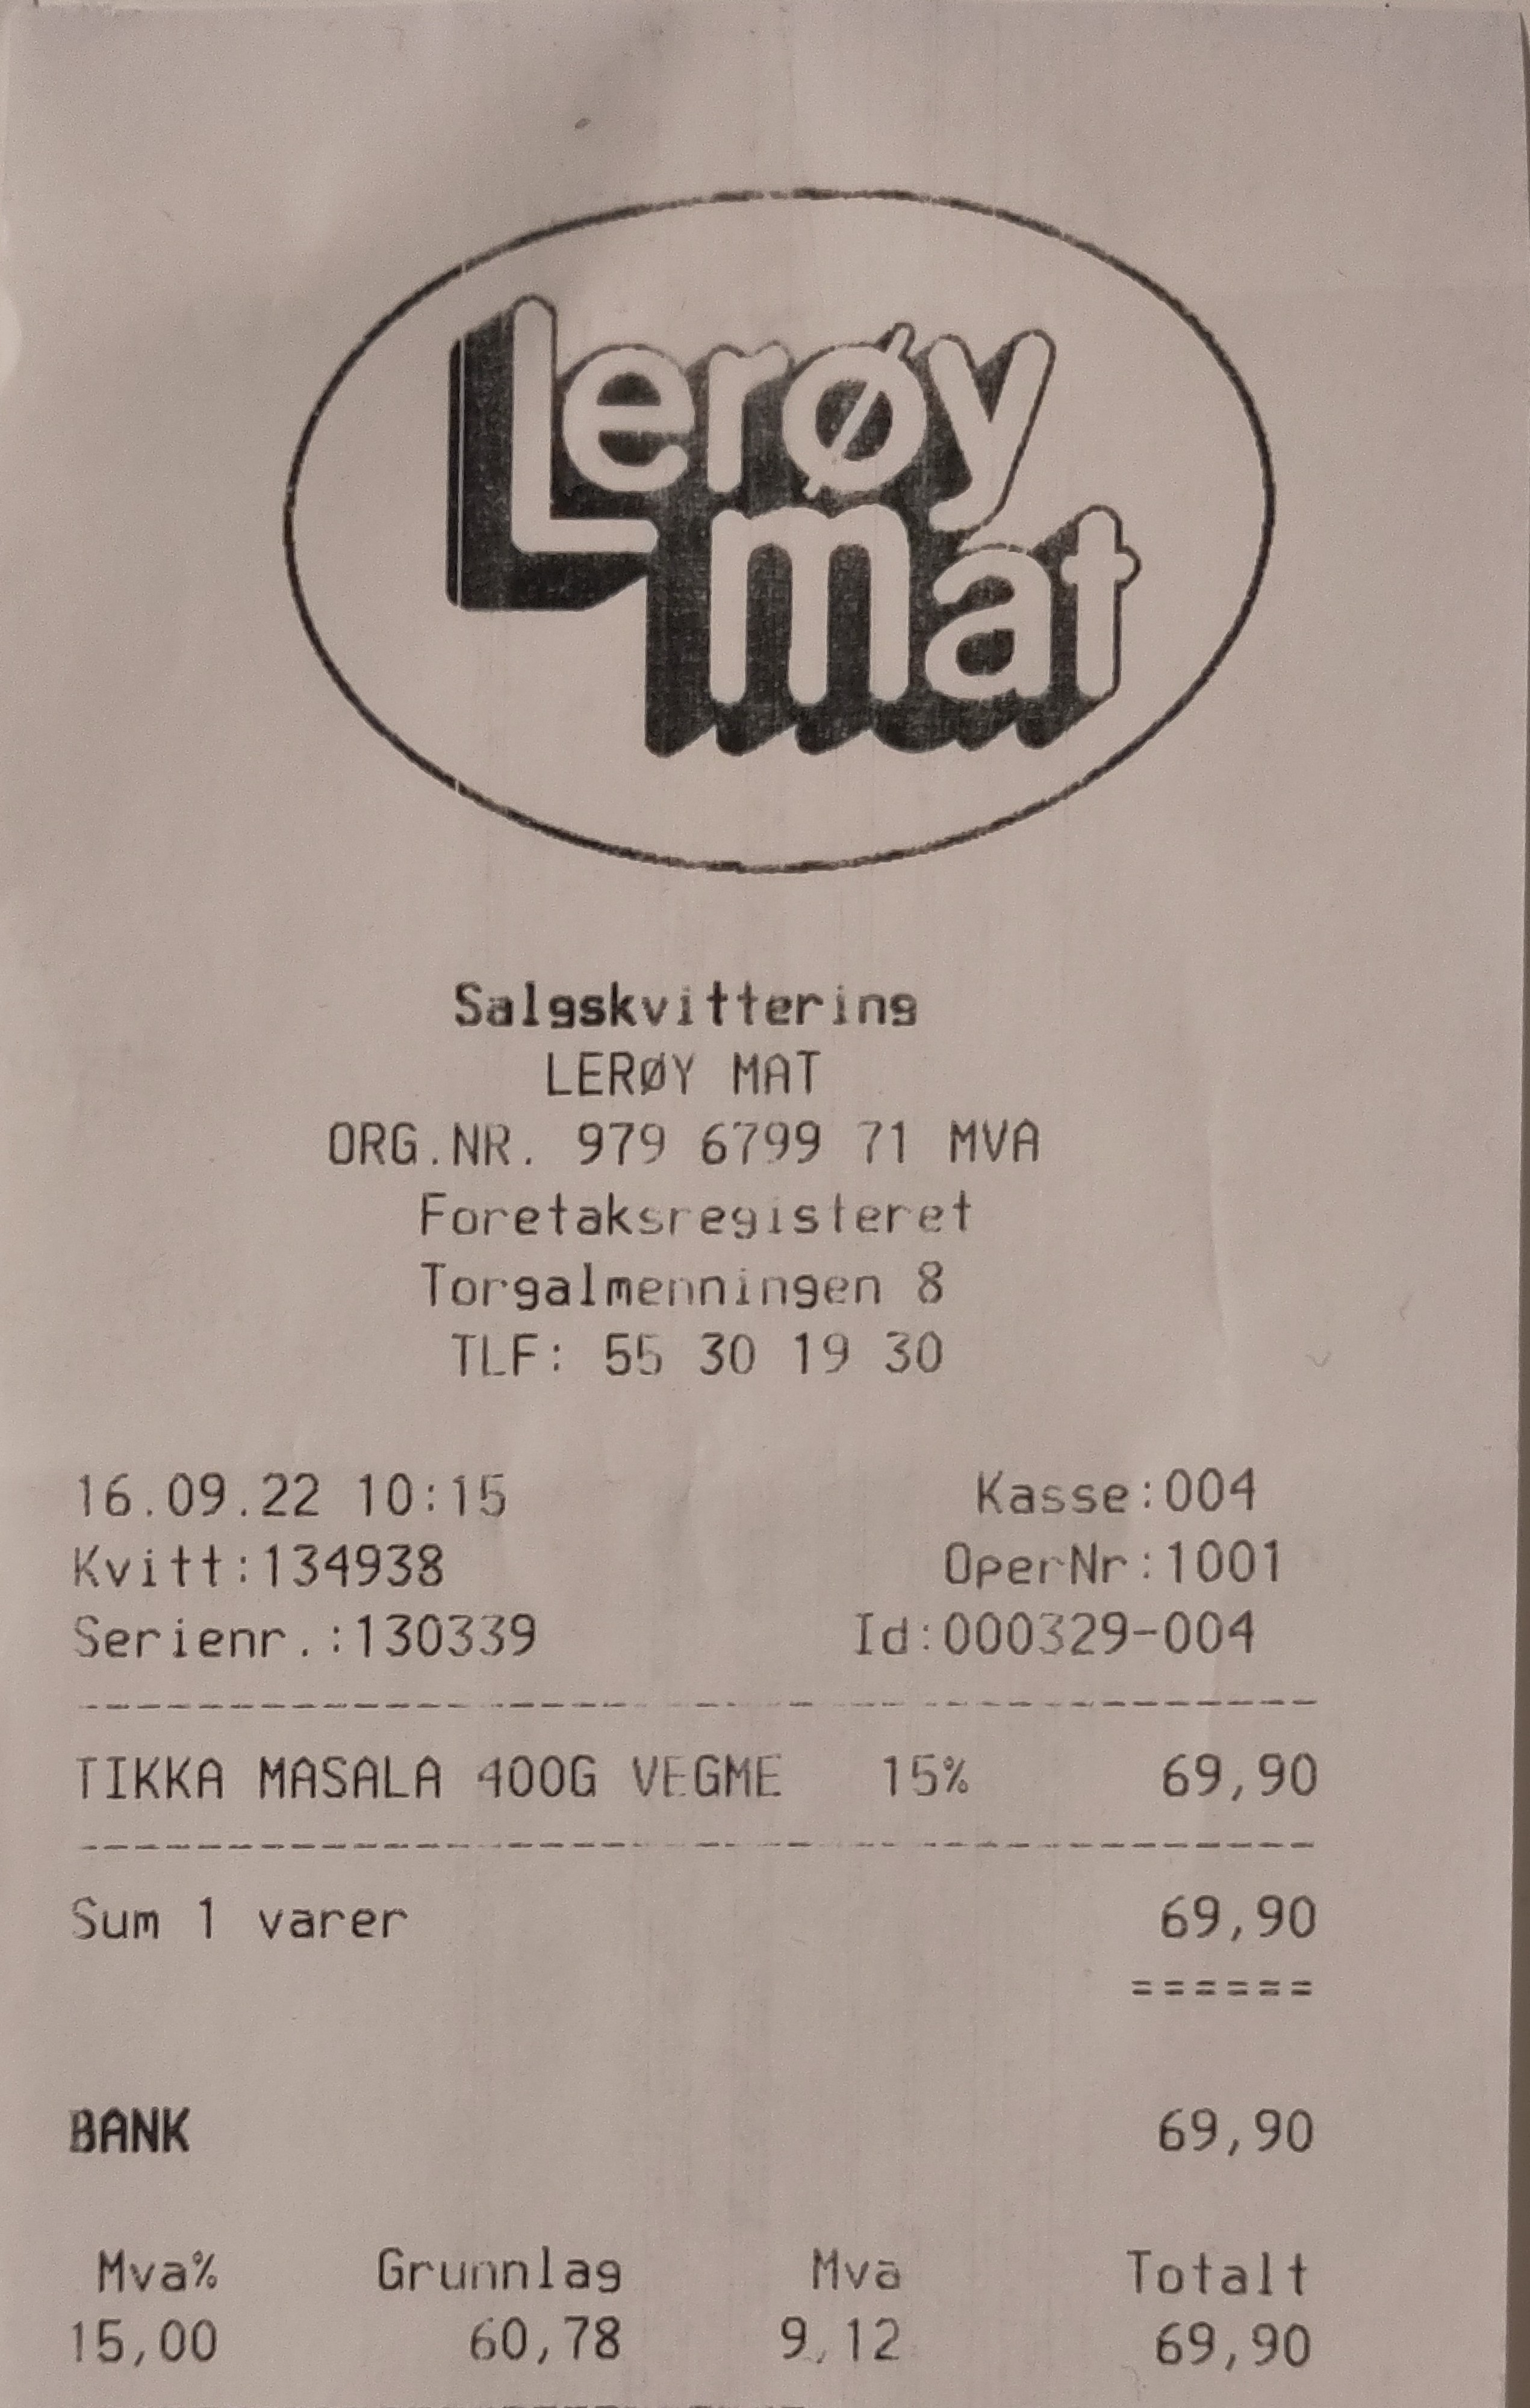 Lerøy
mat
Salgskvittering
LERØY MAT
ORG.NR. 979 6799 71 MVA
Foretaksregisteret
Torgalmenningen 8
TLF: 55 30 19 30
16.09.22 10:15 Kasse:004
Kvitt:134938 OperNr:1001
Serienr.:130339 Id:000329-004
TIKKA MASALA 400G VEGME 15% 69,90
Sum 1 varer 69,90
======
BANK 69,90
Mva% Grunnlag Mva Totalt
15,00 60,78 9,12 69,90